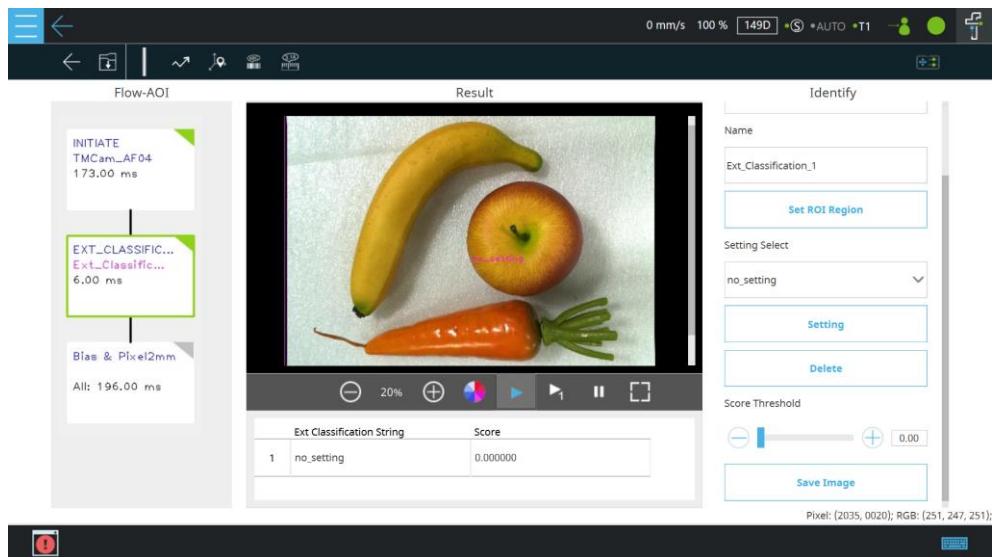 0 mm/s 100 % 149D •Ⓢ •AUTO •T1
Flow-AOI
Result
Identify
INITIATE
TMCam_AF04
173.00 ms
EXT_CLASSIFIC...
Ext_Classific...
6.00 ms
Bias & Pixel2mm
All: 196.00 ms
no_setting
20%
1
Ext Classification String Score
1 no_setting 0.000000
Name
Ext_Classification_1
Set ROI Region
Setting Select
no_setting
Setting
Delete
Score Threshold
0.00
Save Image
Pixel: (2035, 0020); RGB: (251, 247, 251);